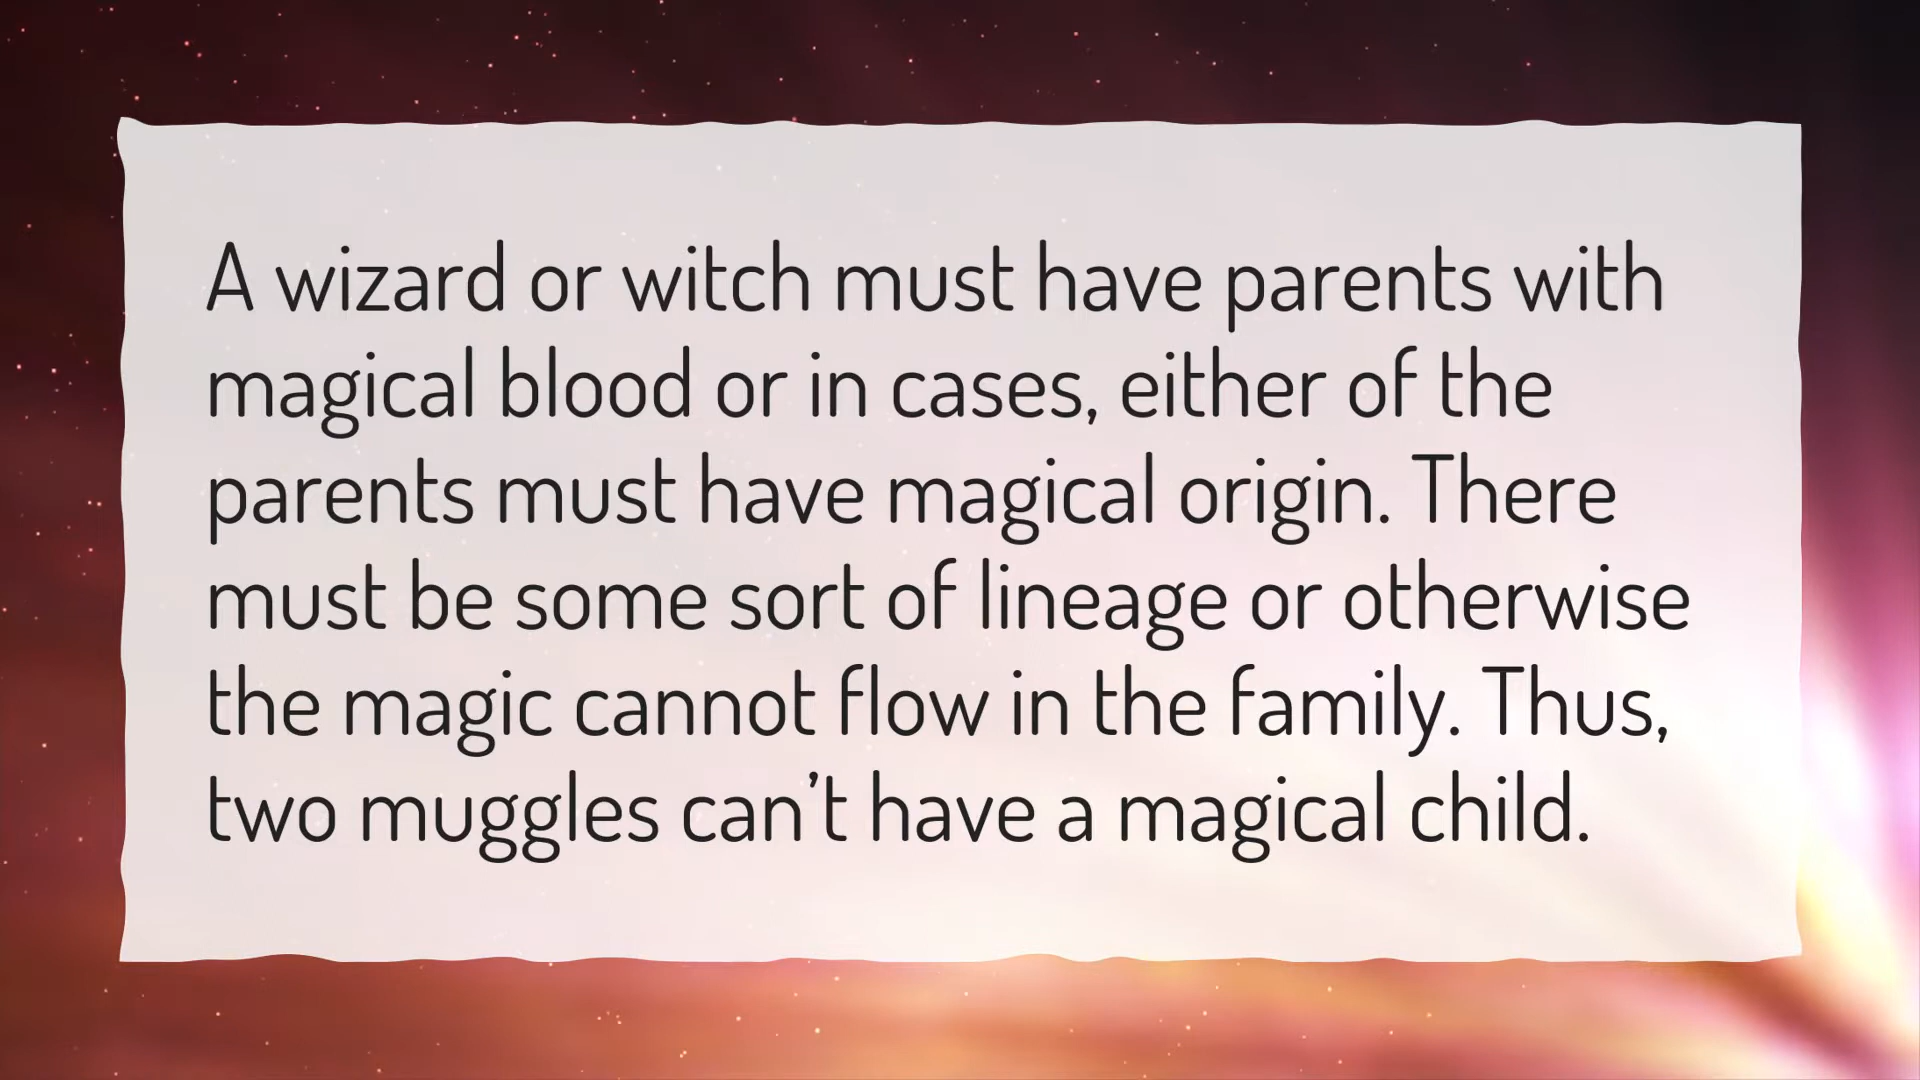 A wizard or witch must have parents with
magical blood or in cases, either of the
parents must have magical origin. There
must be some sort of lineage or otherwise
the magic cannot flow in the family. Thus,
two muggles can't have a magical child.